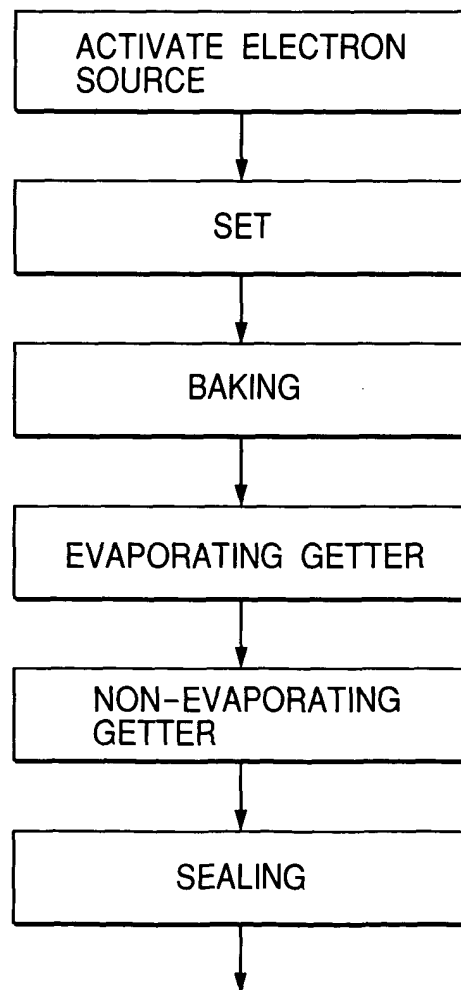 ACTIVATE ELECTRON
SOURCE
SET
BAKING
EVAPORATING GETTER
NON-EVAPORATING
GETTER
SEALING